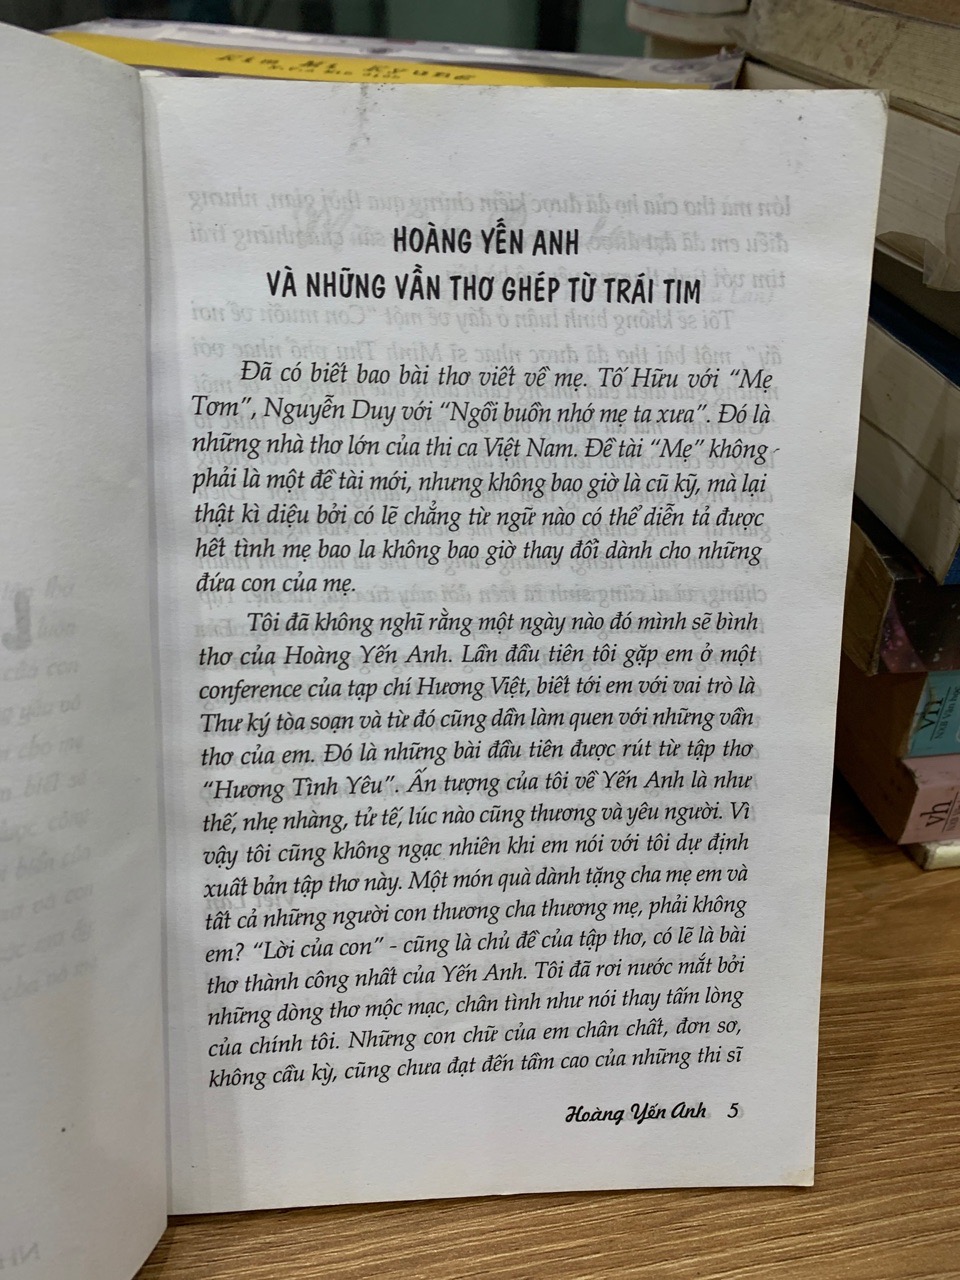 Kim Mi Kyung
HOÀNG YẾN ANH
VÀ NHỮNG VẦN THƠ GHÉP TỪ TRÁI TIM
Đã có biết bao bài thơ viết về mẹ. Tố Hữu với “Mẹ
Tơm”, Nguyễn Duy với “Ngồi buồn nhớ mẹ ta xưa”. Đó là
những nhà thơ lớn của thi ca Việt Nam. Đề tài “Mẹ” không
phải là một đề tài mới, nhưng không bao giờ là cũ kỹ, mà lại
thật kì diệu bởi có lẽ chẳng từ ngữ nào có thể diễn tả được
hết tình mẹ bao la không bao giờ thay đổi dành cho những
đứa con của mẹ.
Tôi đã không nghĩ rằng một ngày nào đó mình sẽ bình
thơ của Hoàng Yến Anh. Lần đầu tiên tôi gặp em ở một
conference của tạp chí Hương Việt, biết tới em với vai trò là
Thư ký tòa soạn và từ đó cũng dần làm quen với những vần
thơ của em. Đó là những bài đầu tiên được rút từ tập thơ
“Hương Tình Yêu”. Ấn tượng của tôi về Yến Anh là như
thế, nhẹ nhàng, tử tế, lúc nào cũng thương và yêu người. Vì
vậy tôi cũng không ngạc nhiên khi em nói với tôi dự định
xuất bản tập thơ này. Một món quà dành tặng cha mẹ em và
tất cả những người con thương cha thương mẹ, phải không
em? “Lời của con” - cũng là chủ đề của tập thơ, có lẽ là bài
thơ thành công nhất của Yến Anh. Tôi đã rơi nước mắt bởi
những dòng thơ mộc mạc, chân tình như nói thay tấm lòng
của chính tôi. Những con chữ của em chân chất, đơn sơ,
không cầu kỳ, cũng chưa đạt đến tầm cao của những thi sĩ
Hoàng Yến Anh 5
vh